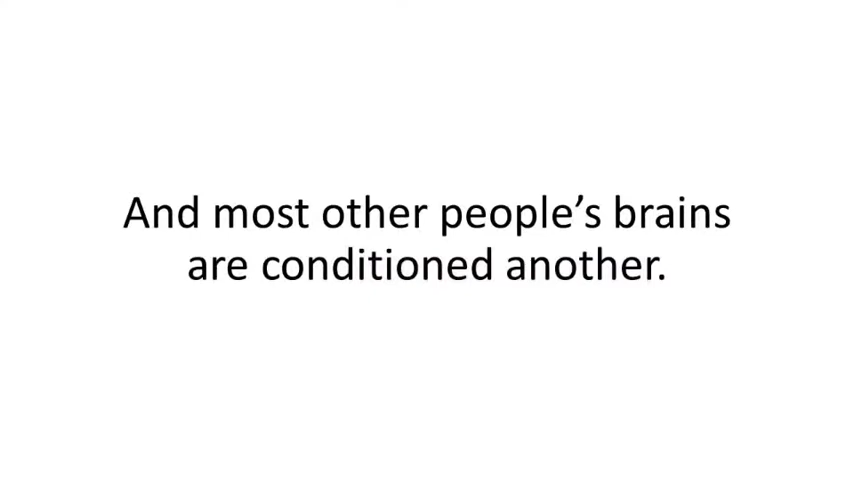 And most other people’s brains
are conditioned another.